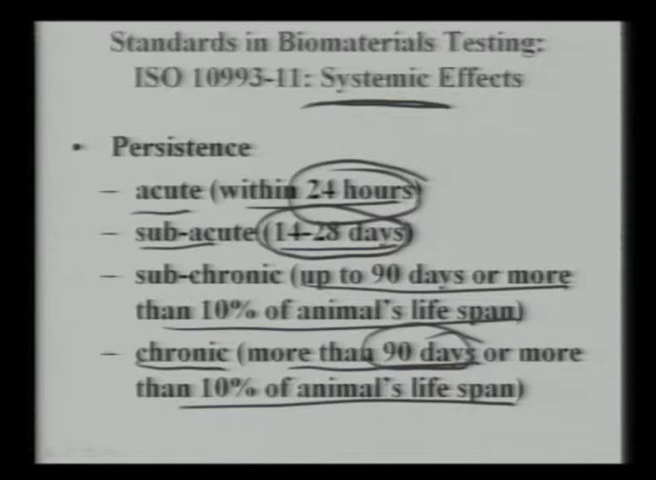 Standards in Biomaterials Testing:
ISO 10993-11: Systemic Effects
• Persistence
– acute (within 24 hours)
– sub-acute (14-28 days)
– sub-chronic (up to 90 days or more
than 10% of animal's life span)
– chronic (more than 90 days or more
than 10% of animal's life span)